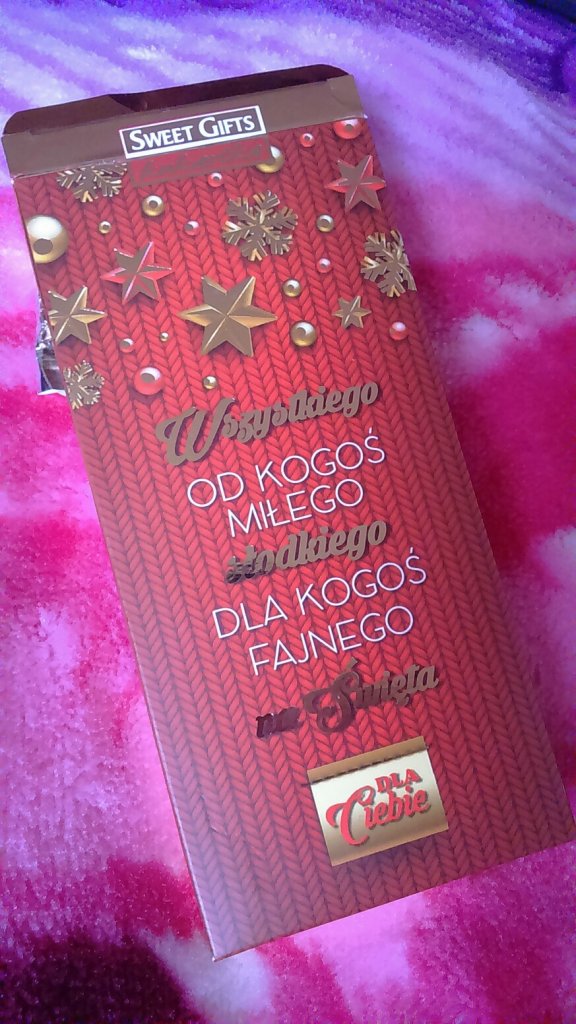 SWEET GIFTS
Wszystkiego
OD KOGOŚ
MIŁEGO
słodkiego
DLA KOGOŚ
FAJNEGO
na Święta
DLA
Ciebie